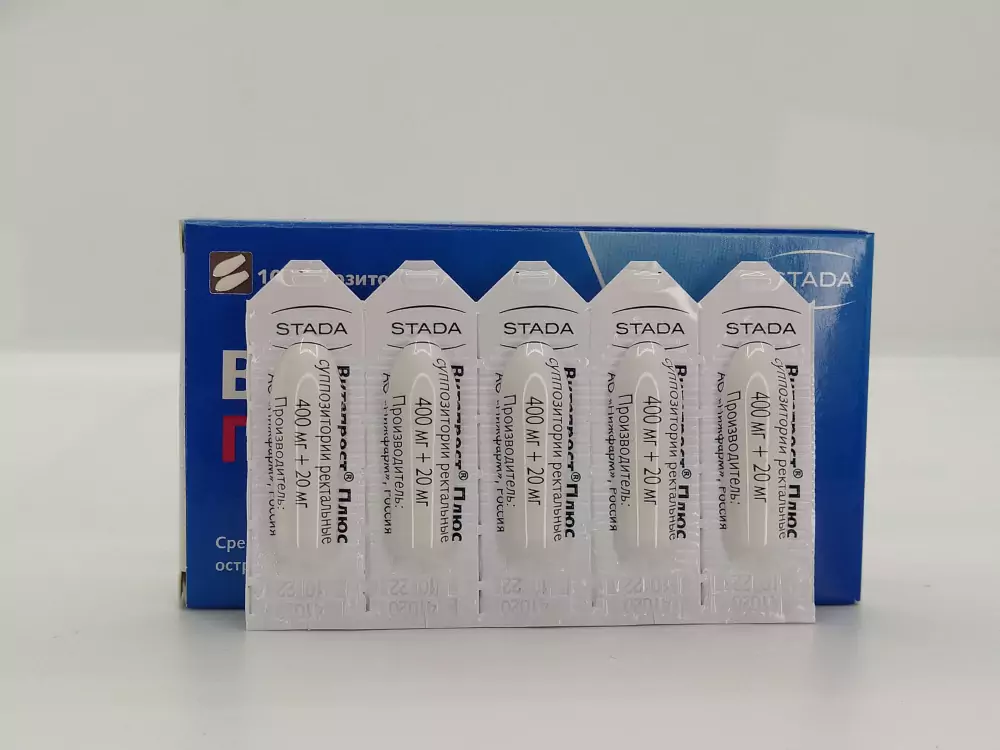 10
STADA
STADA
STADA
STADA
STADA
STADA
Витапрост® Плюс
суппозитории ректальные
400 мг + 20 мг
Производитель:
АО «Нижфарм», Россия
Витапрост® Плюс
суппозитории ректальные
400 мг + 20 мг
Производитель:
АО «Нижфарм», Россия
Витапрост® Плюс
суппозитории ректальные
400 мг + 20 мг
Производитель:
АО «Нижфарм», Россия
Витапрост® Плюс
суппозитории ректальные
400 мг + 20 мг
Производитель:
АО «Нижфарм», Россия
Витапрост® Плюс
суппозитории ректальные
400 мг + 20 мг
Производитель:
АО «Нижфарм», Россия